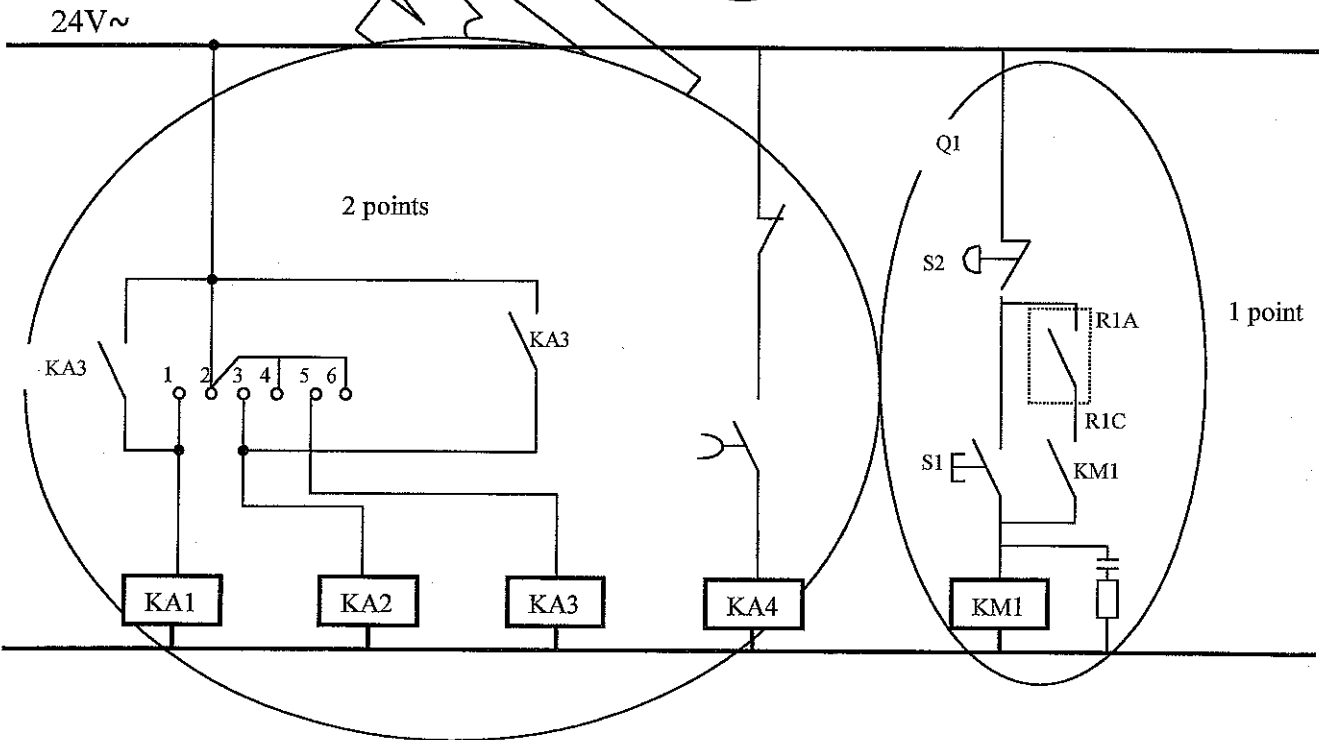 24V~
Q1
2 points
S2
1 point
R1A
KA3
KA3
1 2 3 4 5 6
R1C
S1
KM1
KA1
KA2
KA3
KA4
KM1